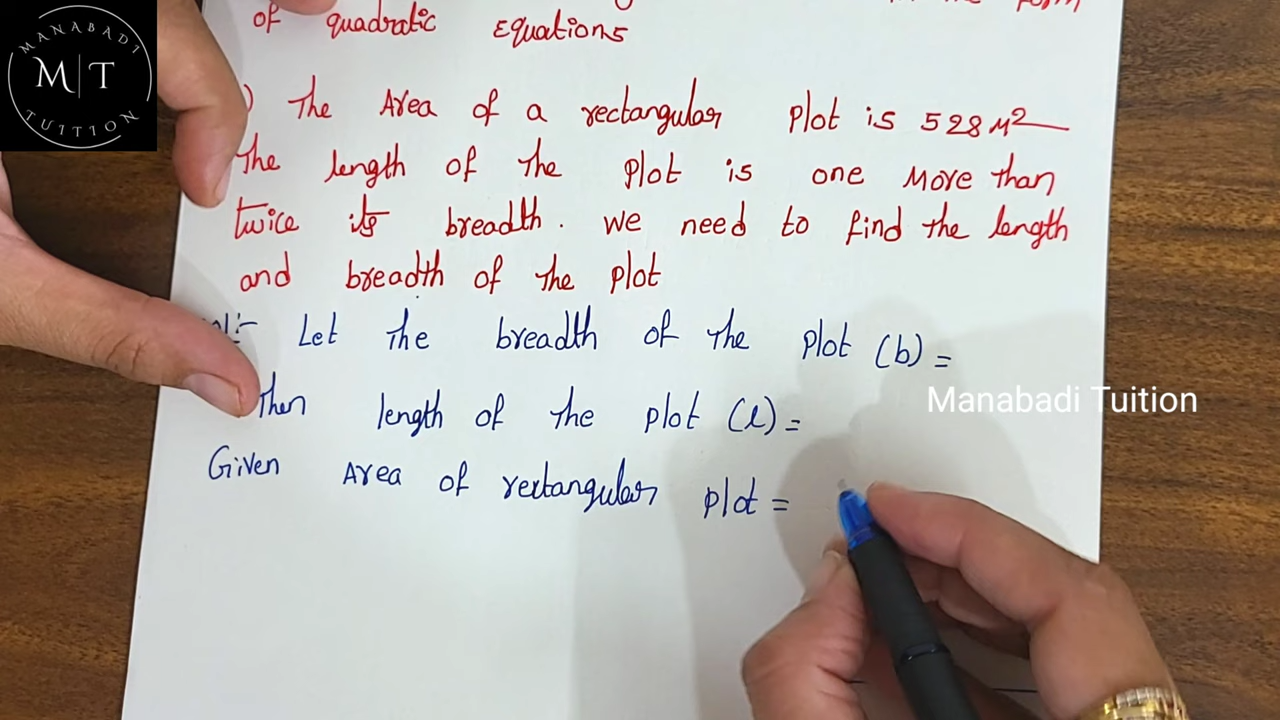 MANABADI
M|T
TUITION
of quadratic Equations
) The Area of a rectangular plot is 528 M²
The length of the plot is one More than
twice its breadth. We need to find the length
and breadth of the plot
Let the breadth of the plot (b) =
Then length of the plot (l) =
Manabadi Tuition
Given Area of rectangular plot =